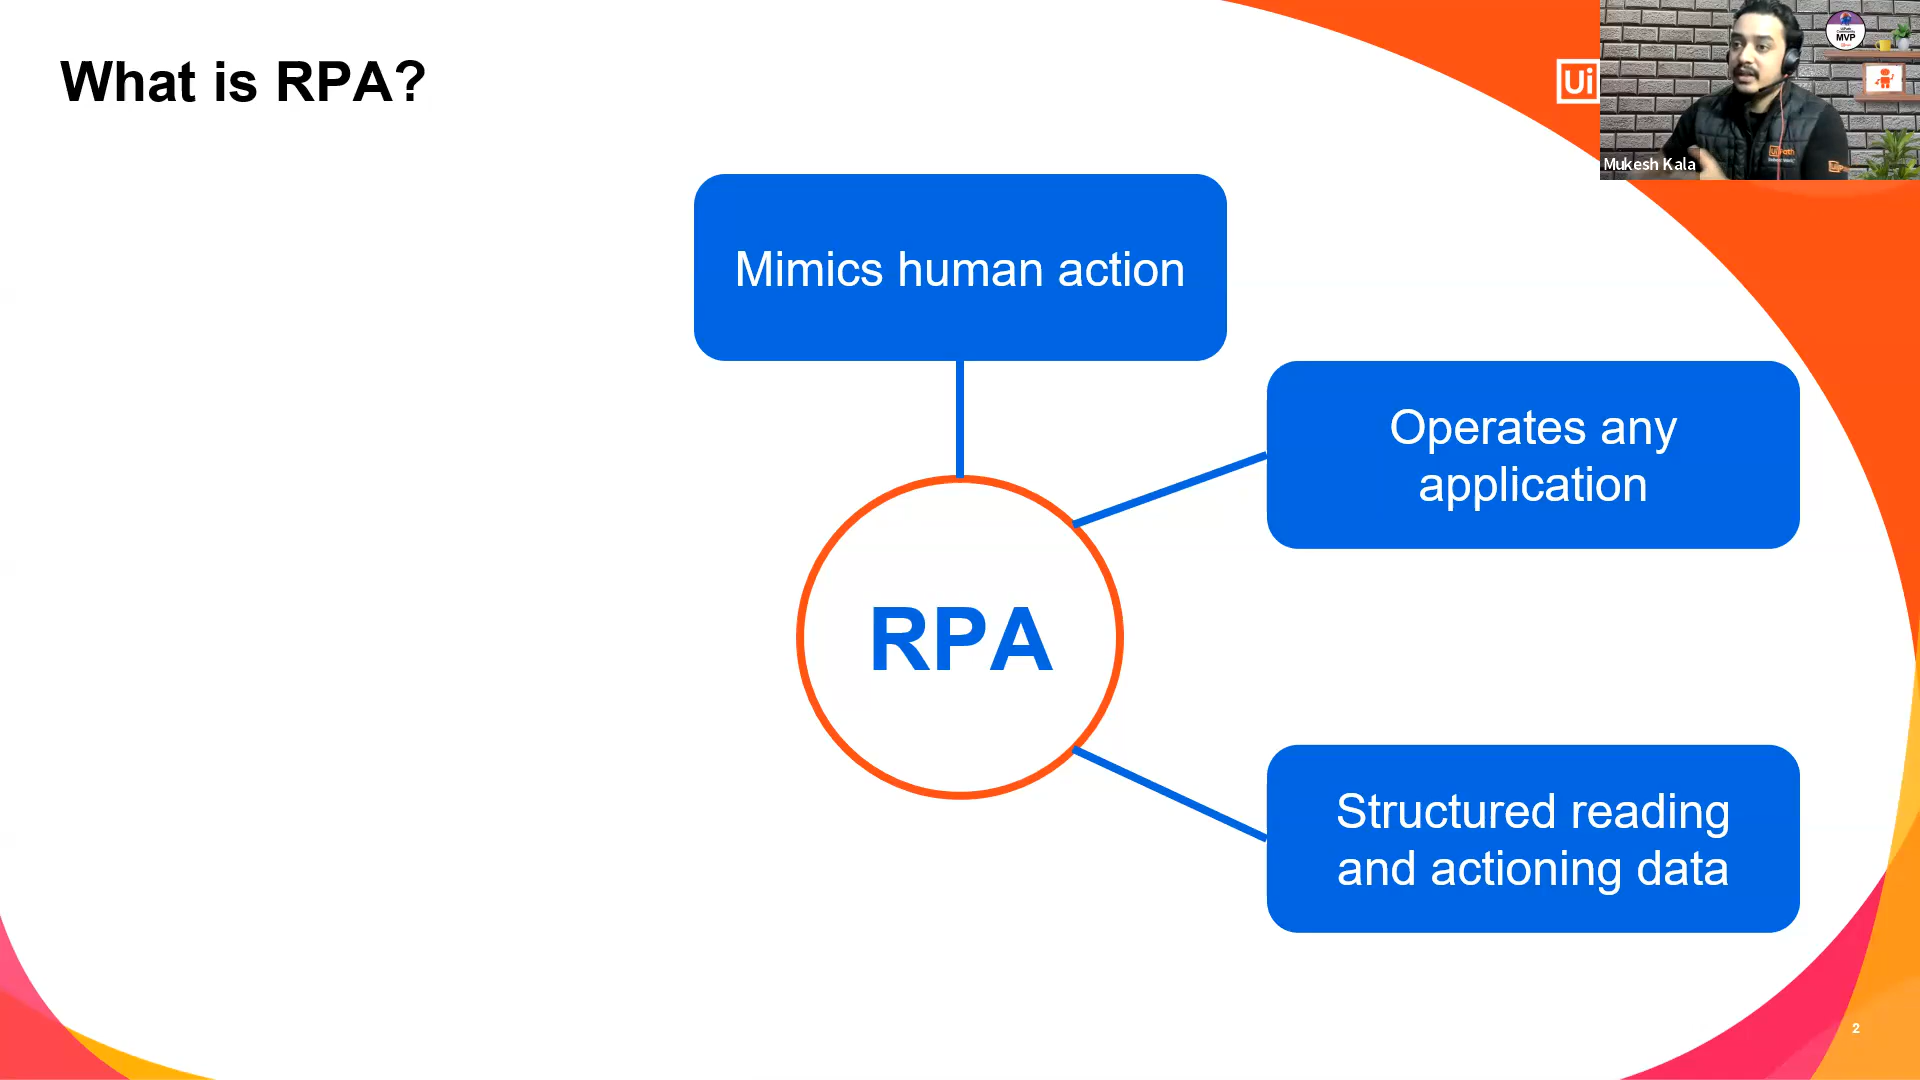 What is RPA?
Ui
MVP
Mukesh Kala
Mimics human action
Operates any
application
RPA
Structured reading
and actioning data
2